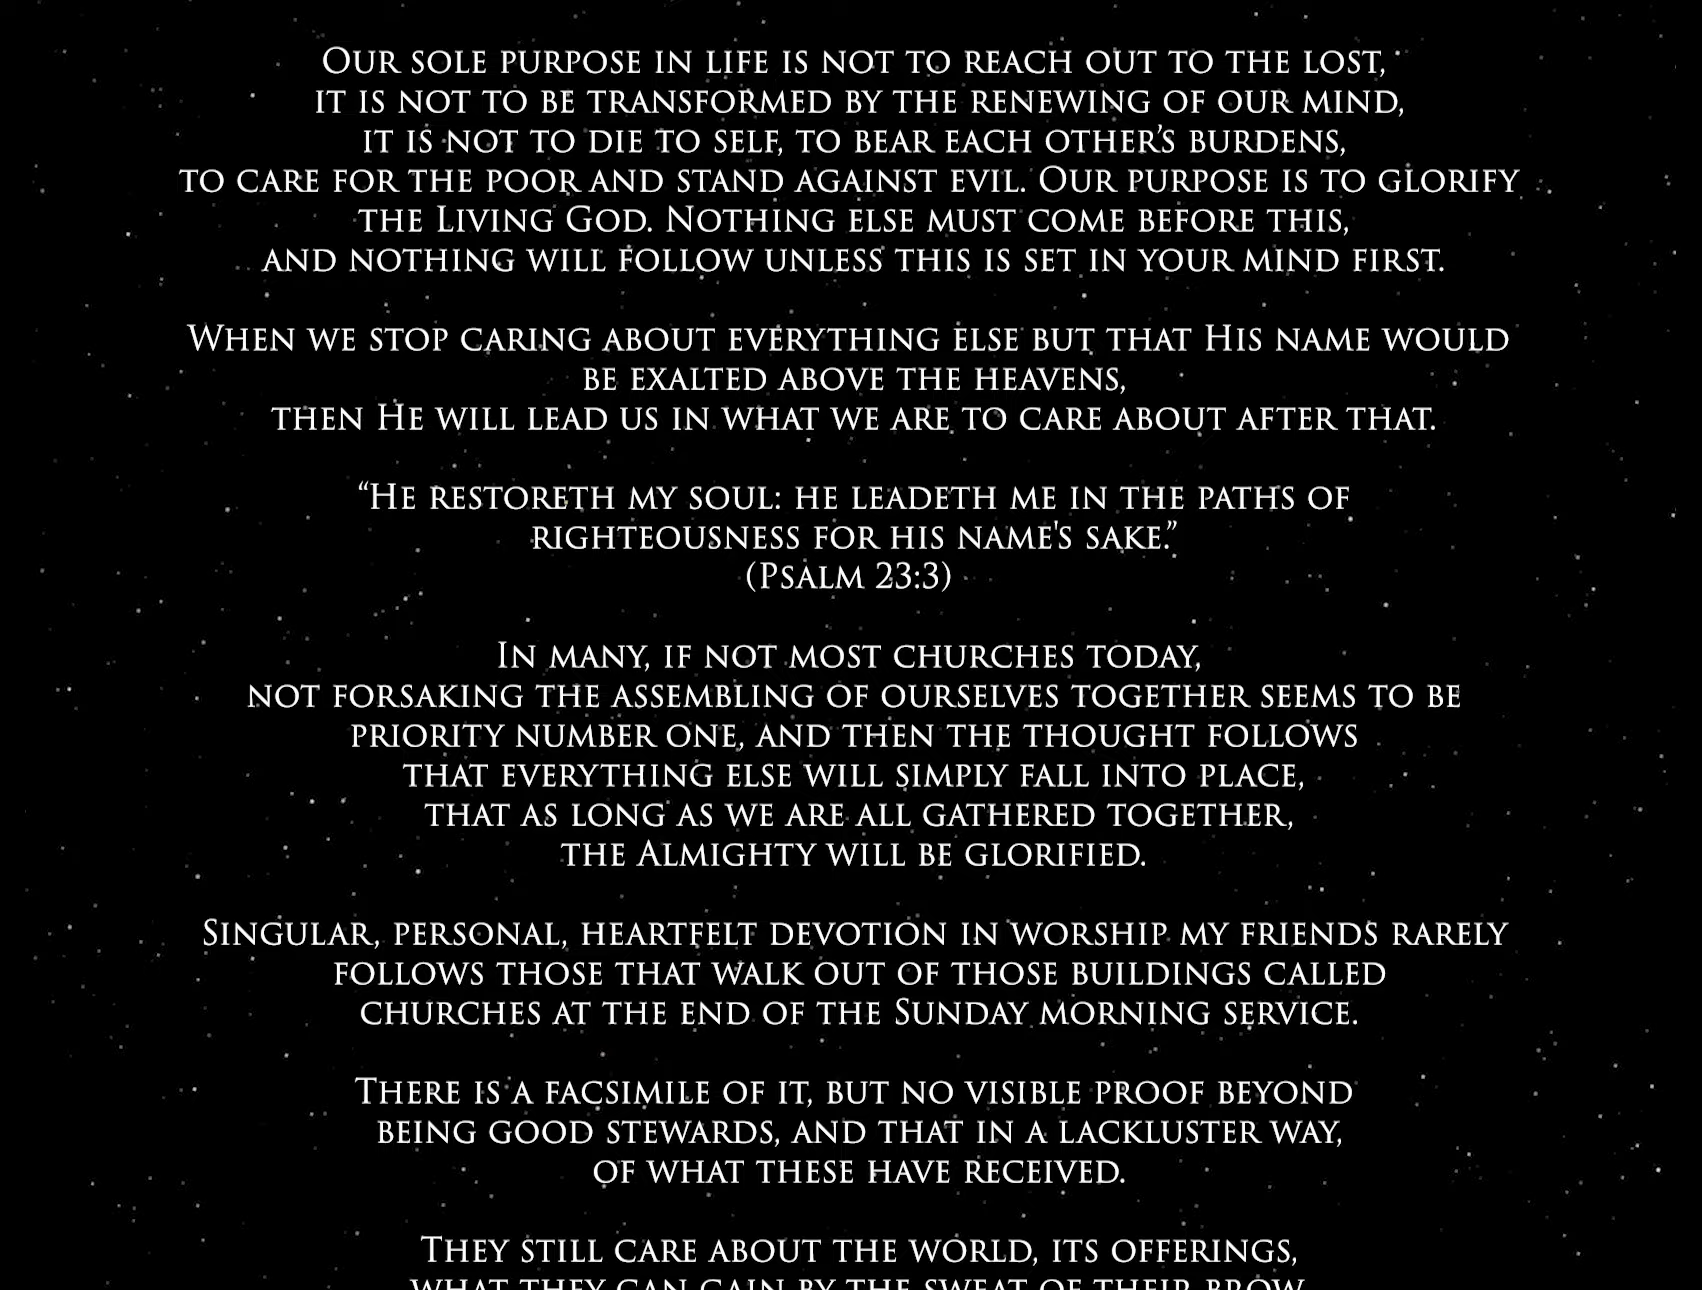 Our sole purpose in life is not to reach out to the lost,
it is not to be transformed by the renewing of our mind,
it is not to die to self, to bear each other’s burdens,
to care for the poor and stand against evil. Our purpose is to glorify
the Living God. Nothing else must come before this,
and nothing will follow unless this is set in your mind first.
When we stop caring about everything else but that His name would
be exalted above the heavens,
then He will lead us in what we are to care about after that.
“He restoreth my soul: he leadeth me in the paths of
righteousness for his name's sake.”
(Psalm 23:3)
In many, if not most churches today,
not forsaking the assembling of ourselves together seems to be
priority number one, and then the thought follows
that everything else will simply fall into place,
that as long as we are all gathered together,
the Almighty will be glorified.
Singular, personal, heartfelt devotion in worship my friends rarely
follows those that walk out of those buildings called
churches at the end of the Sunday morning service.
There is a facsimile of it, but no visible proof beyond
being good stewards, and that in a lackluster way,
of what these have received.
They still care about the world, its offerings,
what they can gain by the sweat of their brow